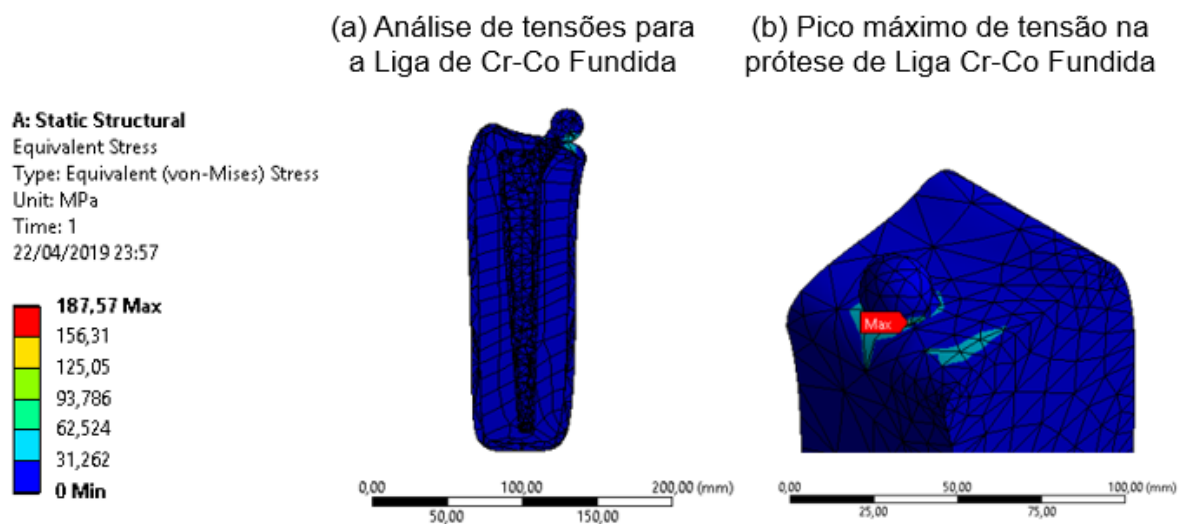 (a) Análise de tensões para
a Liga de Cr-Co Fundida
(b) Pico máximo de tensão na
prótese de Liga Cr-Co Fundida
A: Static Structural
Equivalent Stress
Type: Equivalent (von-Mises) Stress
Unit: MPa
Time: 1
22/04/2019 23:57
187,57 Max
156,31
125,05
93,786
62,524
31,262
0 Min
Max
0,00 100,00 200,00 (mm)
50,00 150,00
0,00 50,00 100,00 (mm)
25,00 75,00